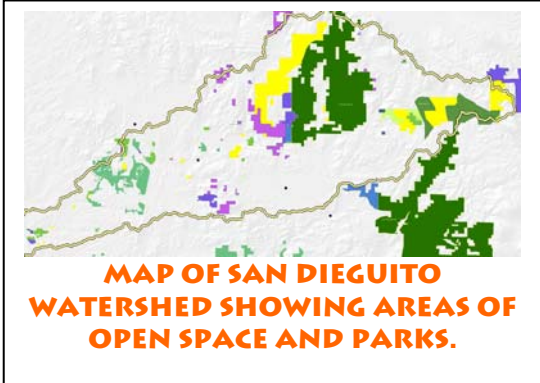 MAP OF SAN DIEGUITO
WATERSHED SHOWING AREAS OF
OPEN SPACE AND PARKS.